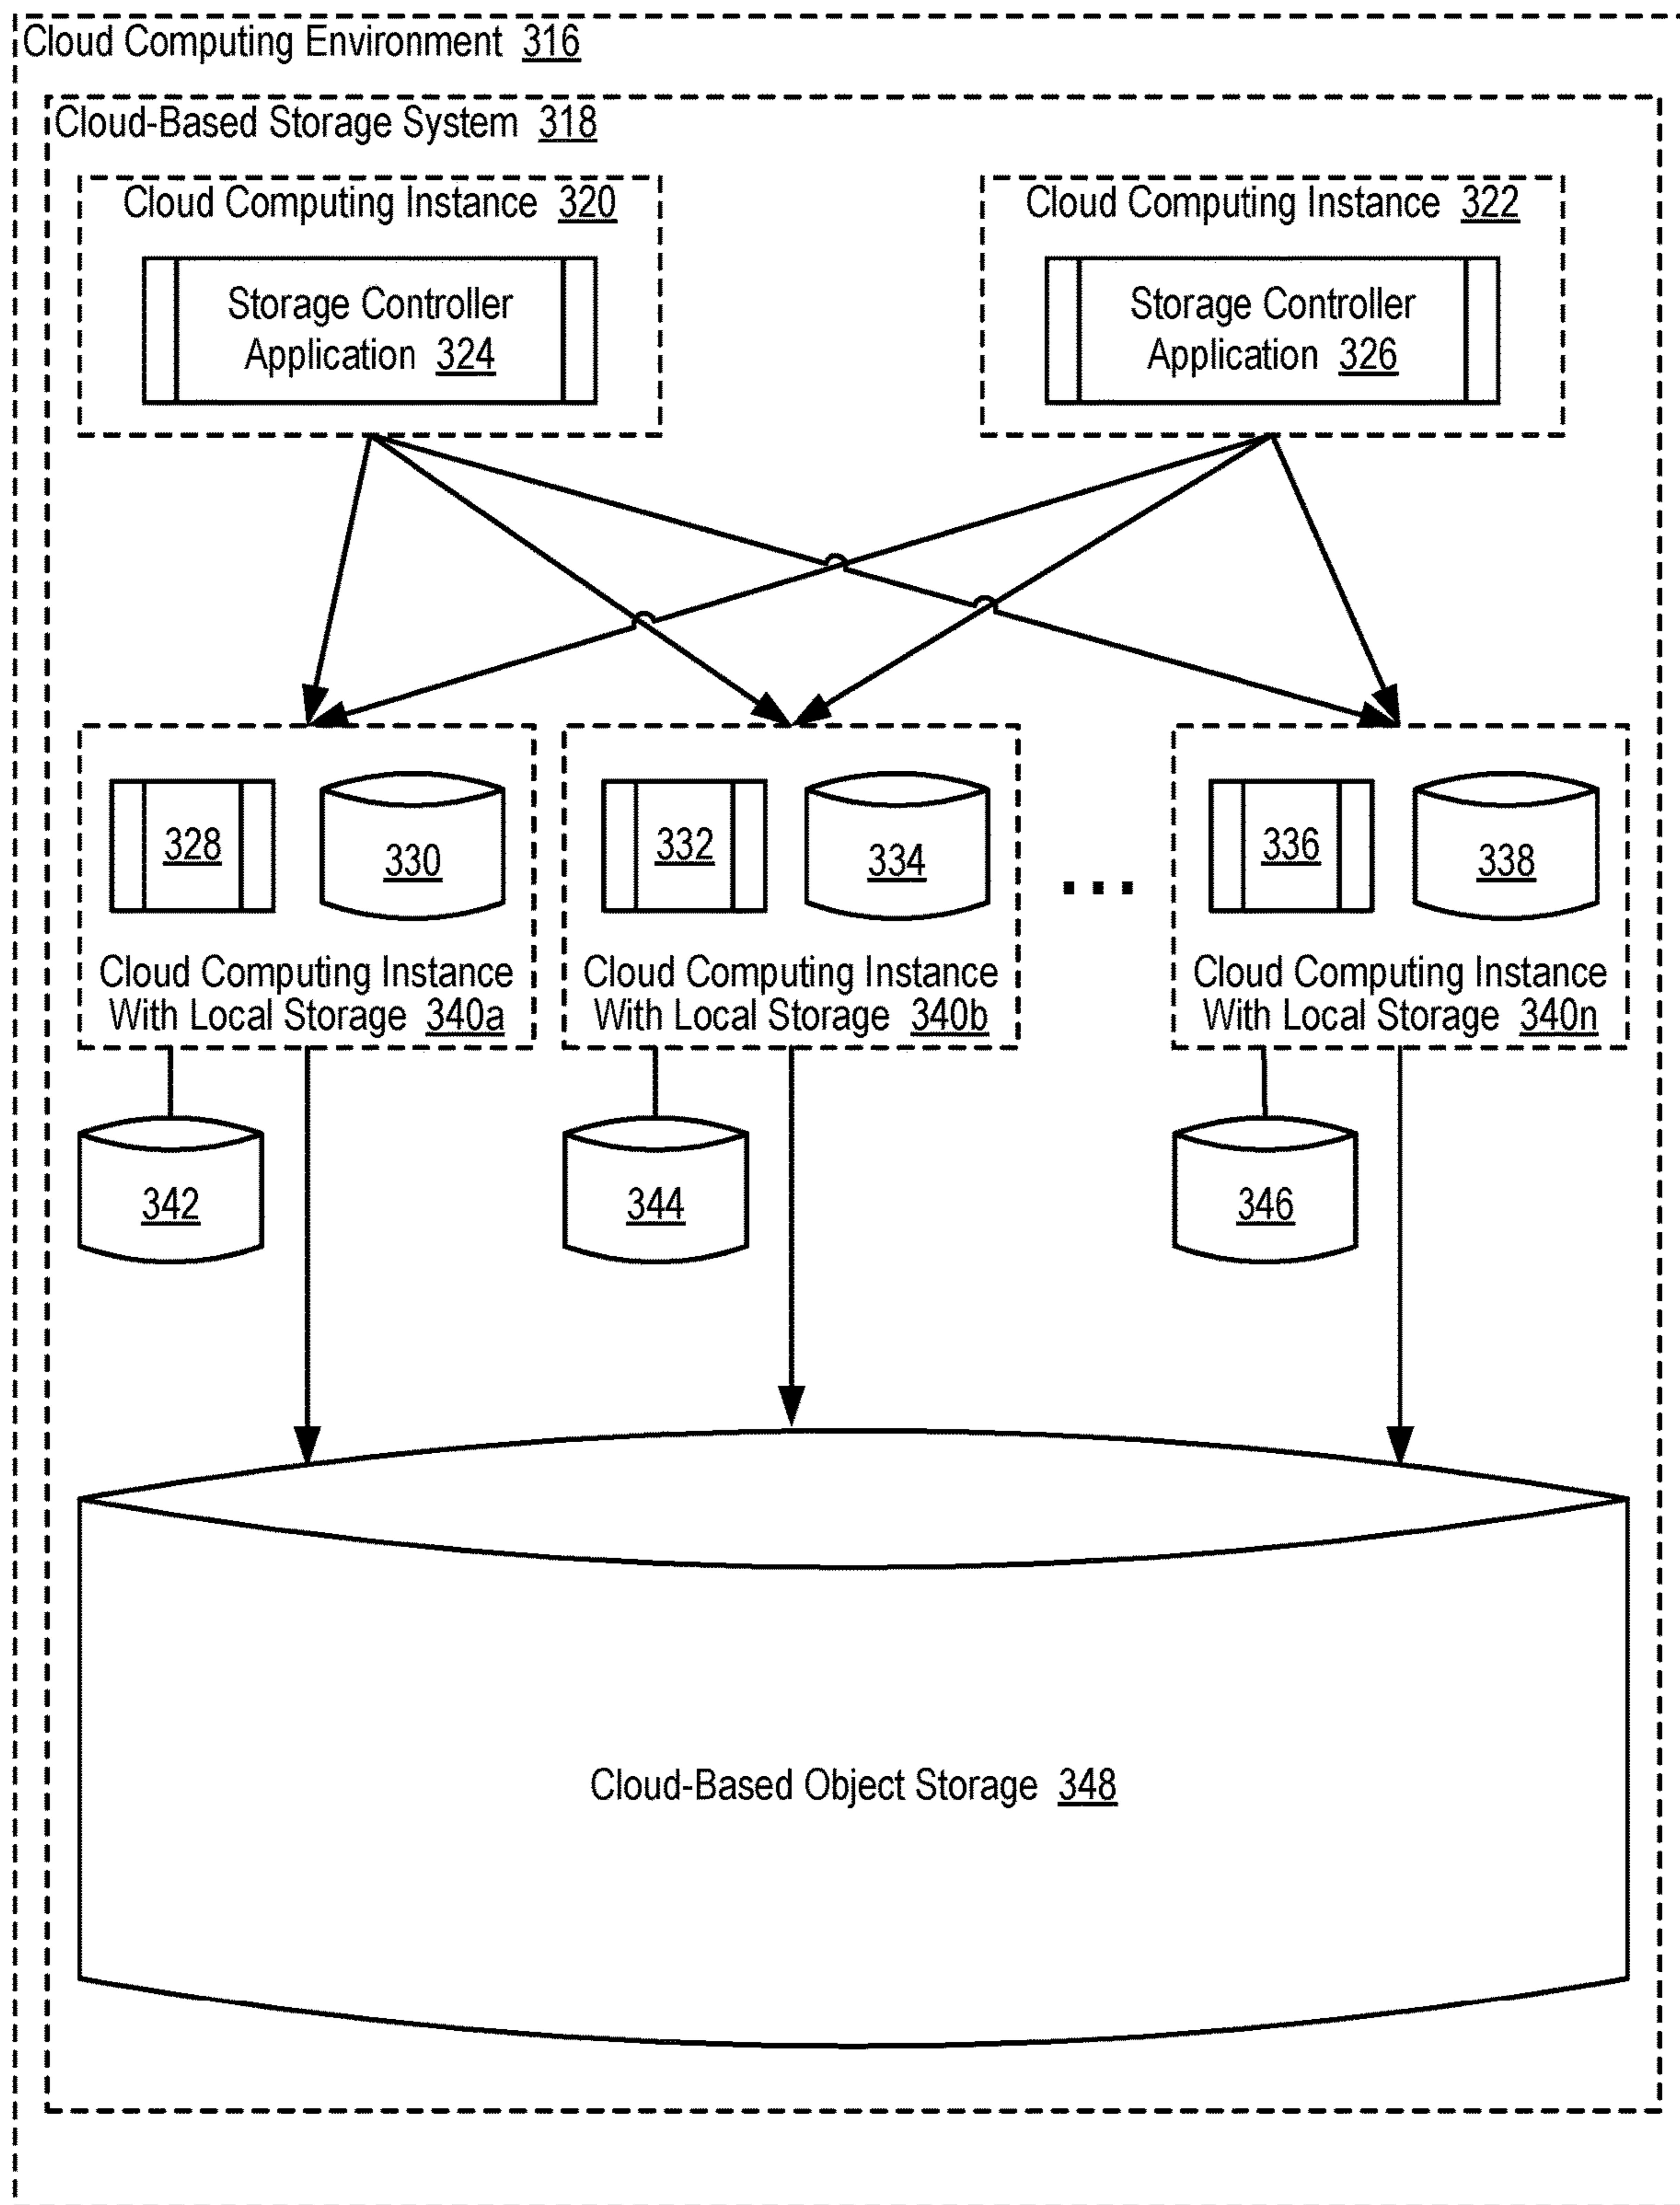 Cloud Computing Environment 316
Cloud-Based Storage System 318
Cloud Computing Instance 320
Storage Controller
Application 324
Cloud Computing Instance 322
Storage Controller
Application 326
328
330
Cloud Computing Instance
With Local Storage 340a
332
334
Cloud Computing Instance
With Local Storage 340b
...
336
338
Cloud Computing Instance
With Local Storage 340n
342
344
346
Cloud-Based Object Storage 348